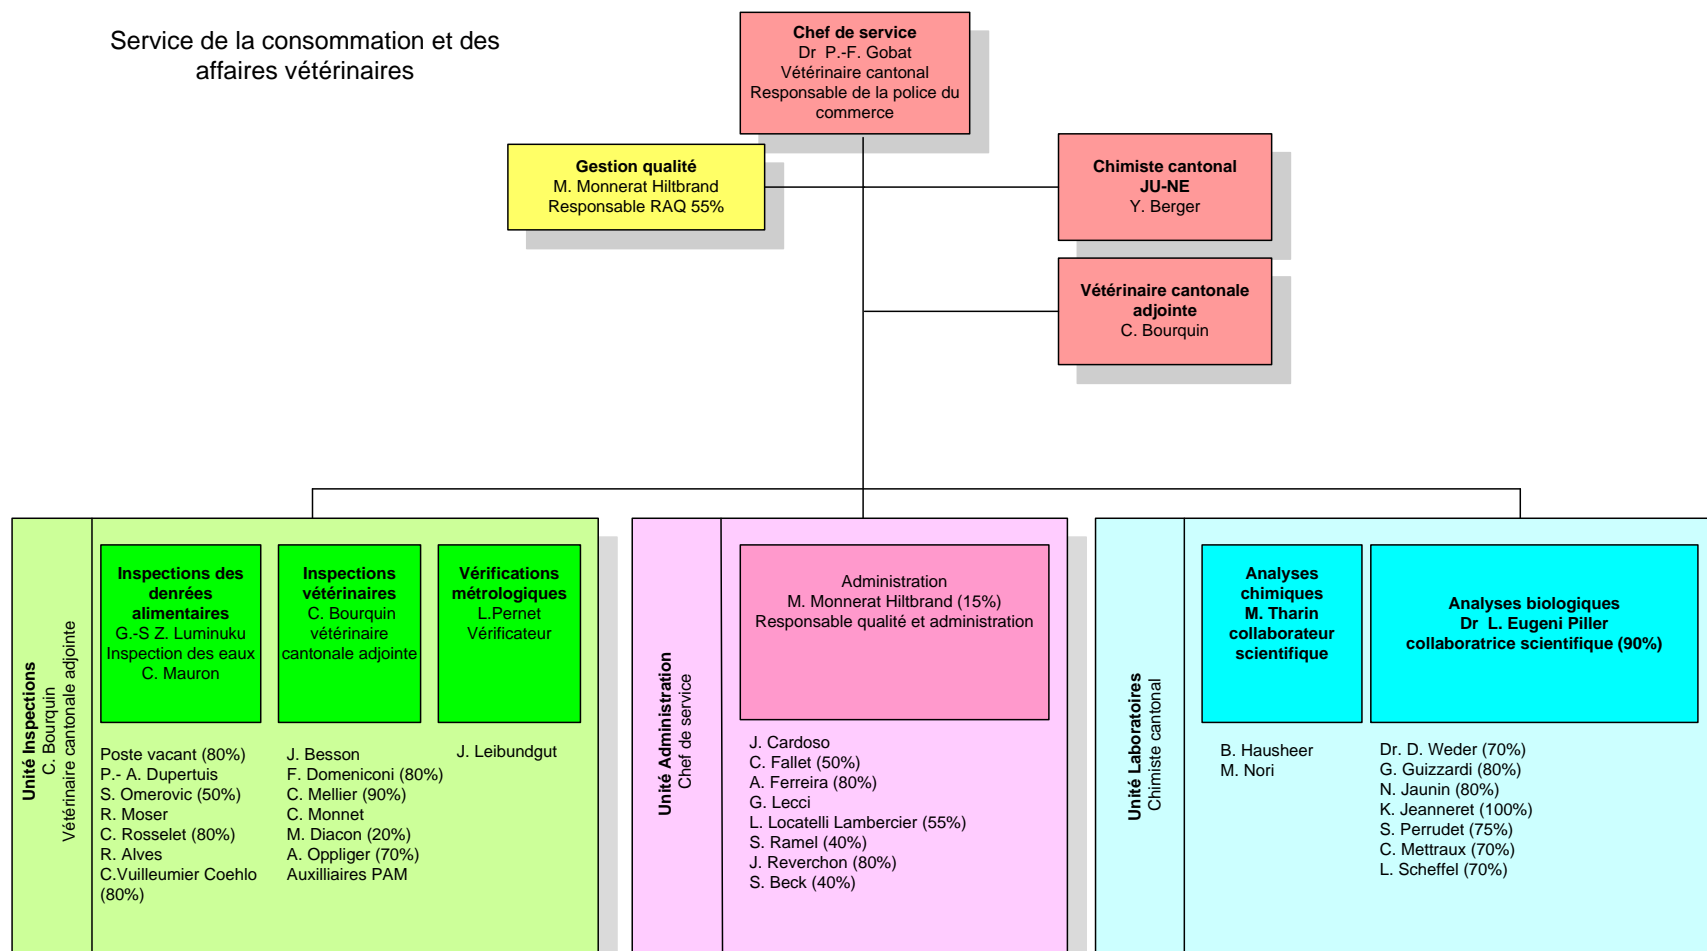 Service de la consommation et des
affaires vétérinaires
Chef de service
Dr P.-F. Gobat
Vétérinaire cantonal
Responsable de la police du
commerce
Gestion qualité
M. Monnerat Hiltbrand
Responsable RAQ 55%
Chimiste cantonal
JU-NE
Y. Berger
Vétérinaire cantonale
adjointe
C. Bourquin
Unité Inspections
C. Bourquin
Vétérinaire cantonale adjointe
Inspections des
denrées
alimentaires
G.-S Z. Luminuku
Inspection des eaux
C. Mauron
Poste vacant (80%)
P.- A. Dupertuis
S. Omerovic (50%)
R. Moser
C. Rosselet (80%)
R. Alves
C.Vuilleumier Coehlo
(80%)
Inspections
vétérinaires
C. Bourquin
vétérinaire
cantonale adjointe
J. Besson
F. Domeniconi (80%)
C. Mellier (90%)
C. Monnet
M. Diacon (20%)
A. Oppliger (70%)
Auxilliaires PAM
Vérifications
métrologiques
L.Pernet
Vérificateur
J. Leibundgut
Unité Administration
Chef de service
Administration
M. Monnerat Hiltbrand (15%)
Responsable qualité et administration
J. Cardoso
C. Fallet (50%)
A. Ferreira (80%)
G. Lecci
L. Locatelli Lambercier (55%)
S. Ramel (40%)
J. Reverchon (80%)
S. Beck (40%)
Unité Laboratoires
Chimiste cantonal
Analyses
chimiques
M. Tharin
collaborateur
scientifique
B. Hausheer
M. Nori
Analyses biologiques
Dr L. Eugeni Piller
collaboratrice scientifique (90%)
Dr. D. Weder (70%)
G. Guizzardi (80%)
N. Jaunin (80%)
K. Jeanneret (100%)
S. Perrudet (75%)
C. Mettraux (70%)
L. Scheffel (70%)